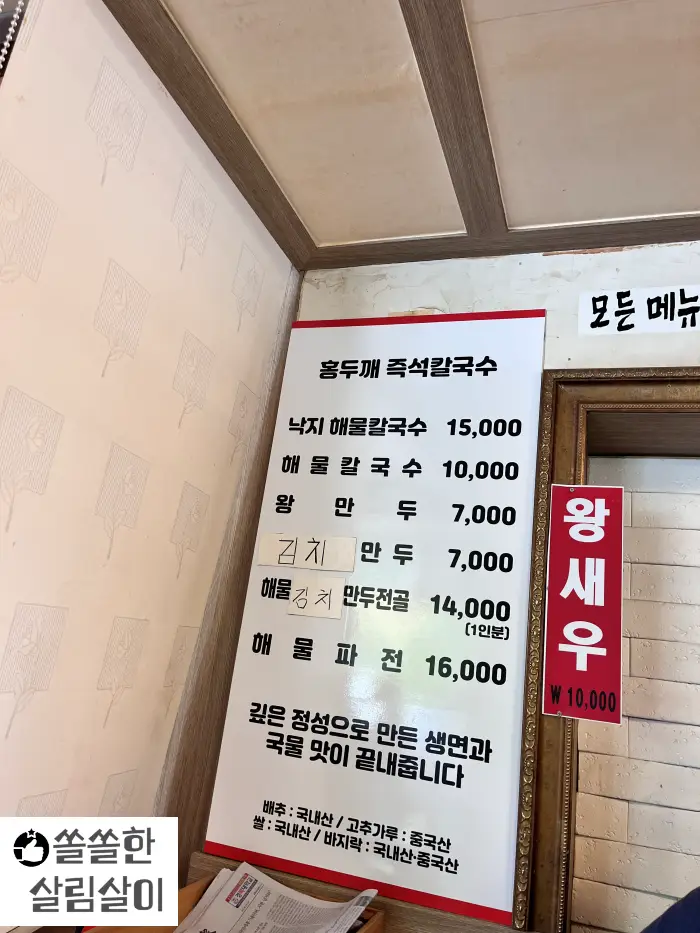 모든 메뉴
홍두깨 즉석칼국수
낙지 해물칼국수 15,000
해물칼국수 10,000
왕만두 7,000
김치만두 7,000
해물김치만두전골 14,000
(1인분)
해물파전 16,000
깊은 정성으로 만든 생면과
국물 맛이 끝내줍니다
배추 : 국내산 / 고추가루 : 중국산
쌀 : 국내산 / 바지락 : 국내산·중국산
왕새우
₩ 10,000
쏠쏠한
살림살이